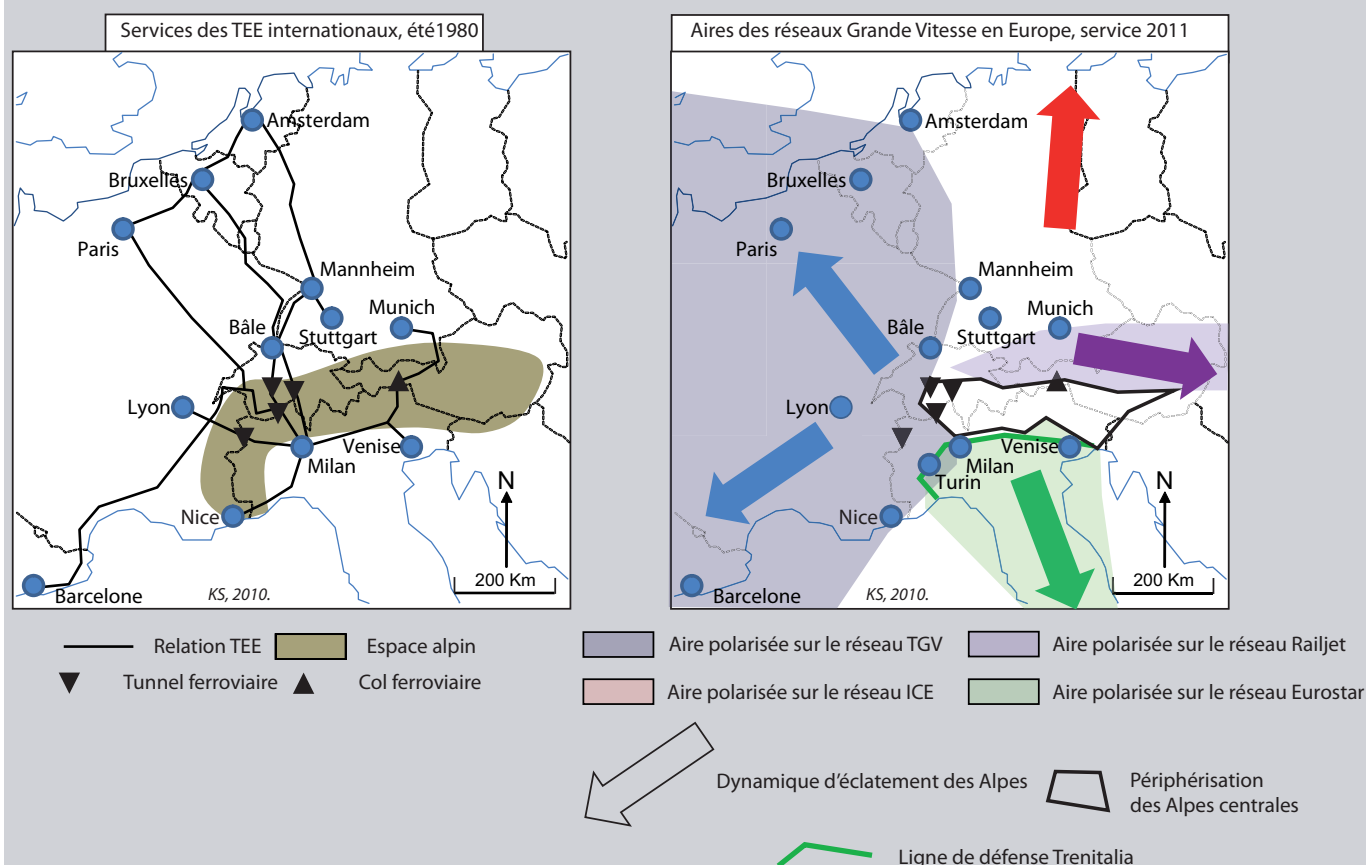 Services des TEE internationaux, été1980
Amsterdam
Bruxelles
Paris
Mannheim
Munich
Stuttgart
Bâle
Lyon
Venise
Milan
Nice
N
200 Km
Barcelone
KS, 2010.
Aires des réseaux Grande Vitesse en Europe, service 2011
Amsterdam
Bruxelles
Paris
Mannheim
Munich
Stuttgart
Bâle
Lyon
Venise
Milan
Turin
Nice
N
200 Km
Barcelone
KS, 2010.
Relation TEE
Espace alpin
Tunnel ferroviaire
Col ferroviaire
Aire polarisée sur le réseau TGV
Aire polarisée sur le réseau Railjet
Aire polarisée sur le réseau ICE
Aire polarisée sur le réseau Eurostar
Dynamique d'éclatement des Alpes
Périphérisation
des Alpes centrales
Ligne de défense Trenitalia